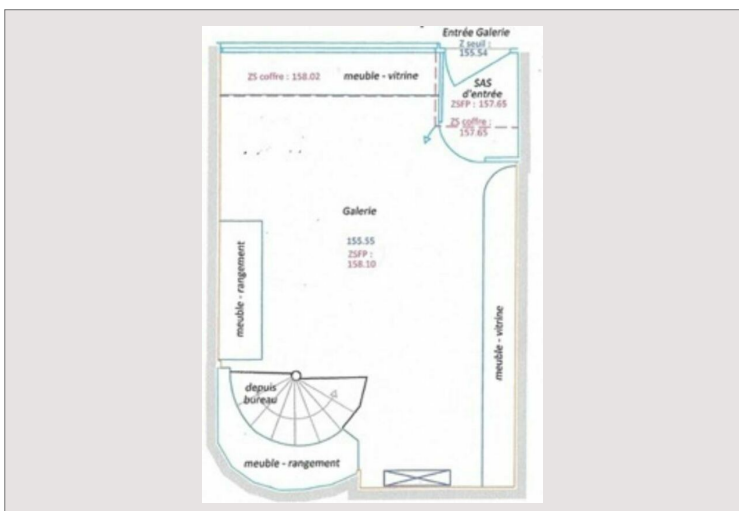 Entrée Galerie
Z seuil :
155.54
ZS coffre : 158.02
meuble - vitrine
SAS
d'entrée
ZSFP : 157.65
ZS coffre :
157.65
Galerie
155.55
ZSFP :
158.10
meuble - rangement
meuble - vitrine
depuis
bureau
meuble - rangement